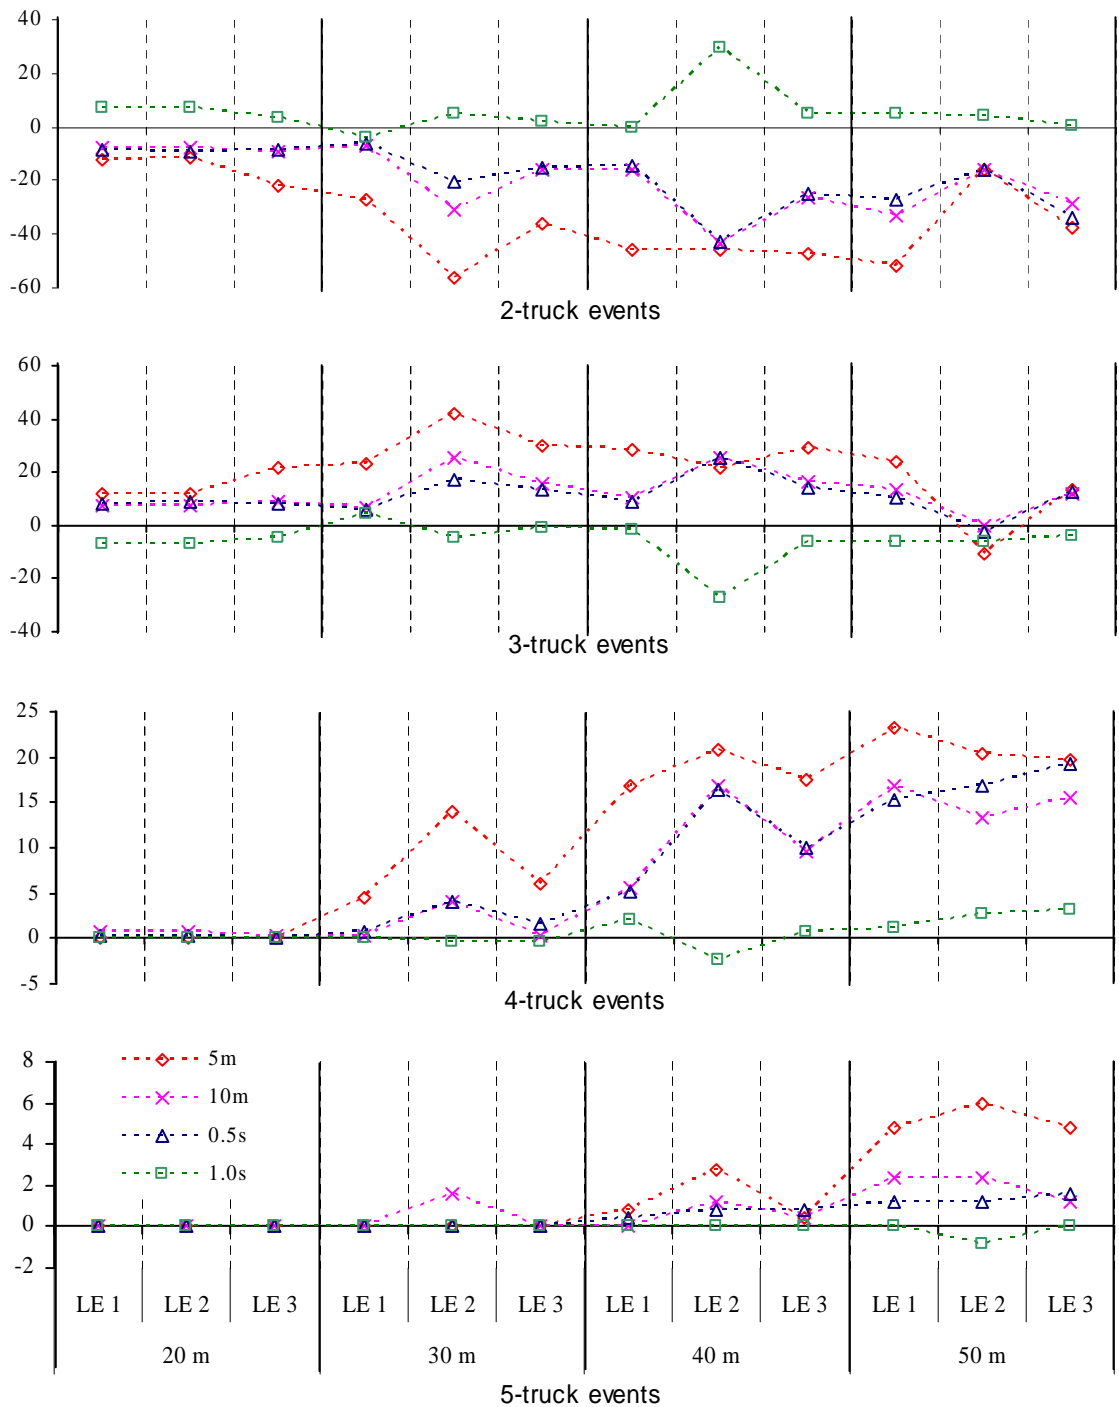 40
20
0
-20
-40
-60
2-truck events
60
40
20
0
-20
-40
3-truck events
25
20
15
10
5
0
-5
4-truck events
8
6
4
2
0
-2
5m
10m
0.5s
1.0s
LE 1 LE 2 LE 3 LE 1 LE 2 LE 3 LE 1 LE 2 LE 3 LE 1 LE 2 LE 3
20 m 30 m 40 m 50 m
5-truck events